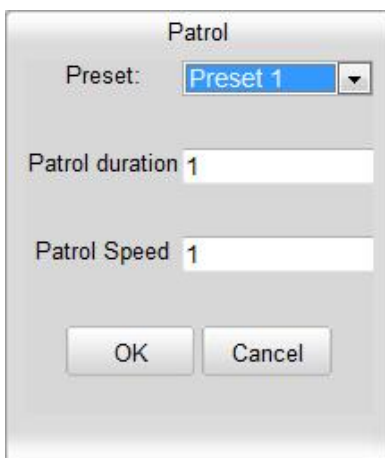 Patrol
Preset: Preset 1
Patrol duration 1
Patrol Speed 1
OK Cancel